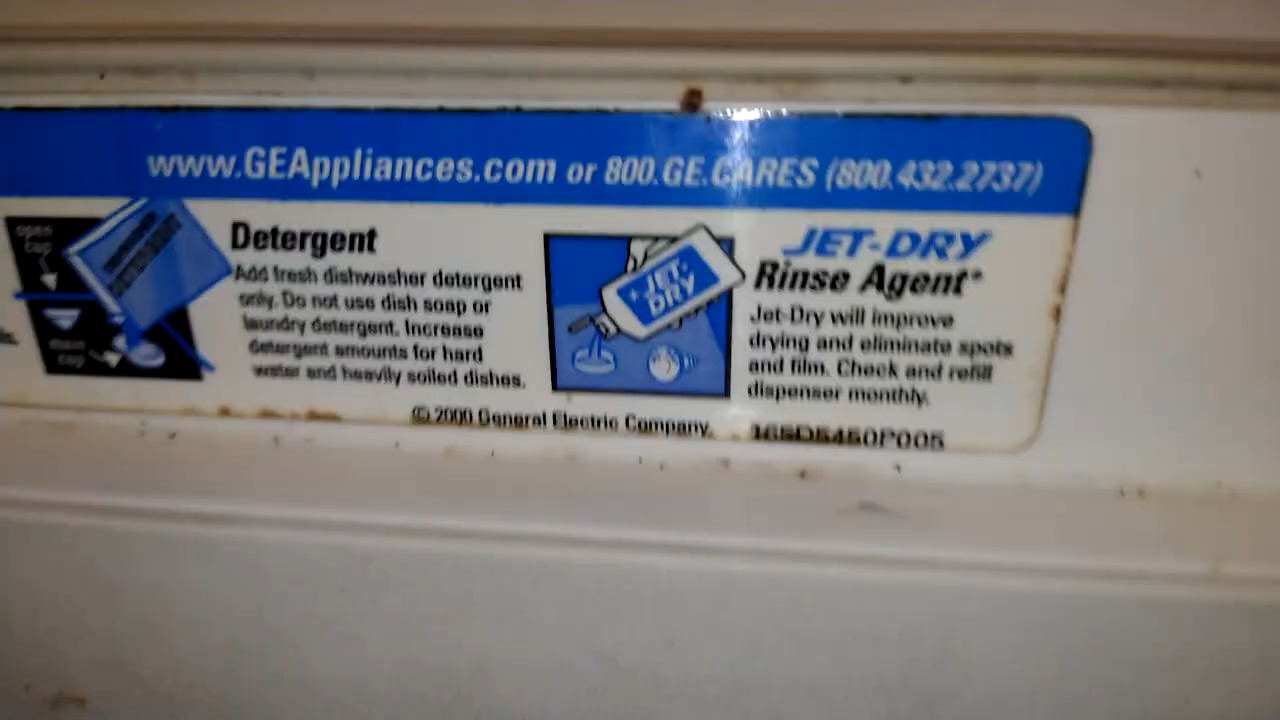 www.GEAppliances.com or 800.GE.CARES (800.432.2737)
open
cup
Detergent
Add fresh dishwasher detergent
only. Do not use dish soap or
laundry detergent. Increase
detergent amounts for hard
water and heavily soiled dishes.
JET-
DRY
JET-DRY
Rinse Agent*
Jet-Dry will improve
drying and eliminate spots
and film. Check and refill
dispenser monthly.
© 2000 General Electric Company.
165D5450P005